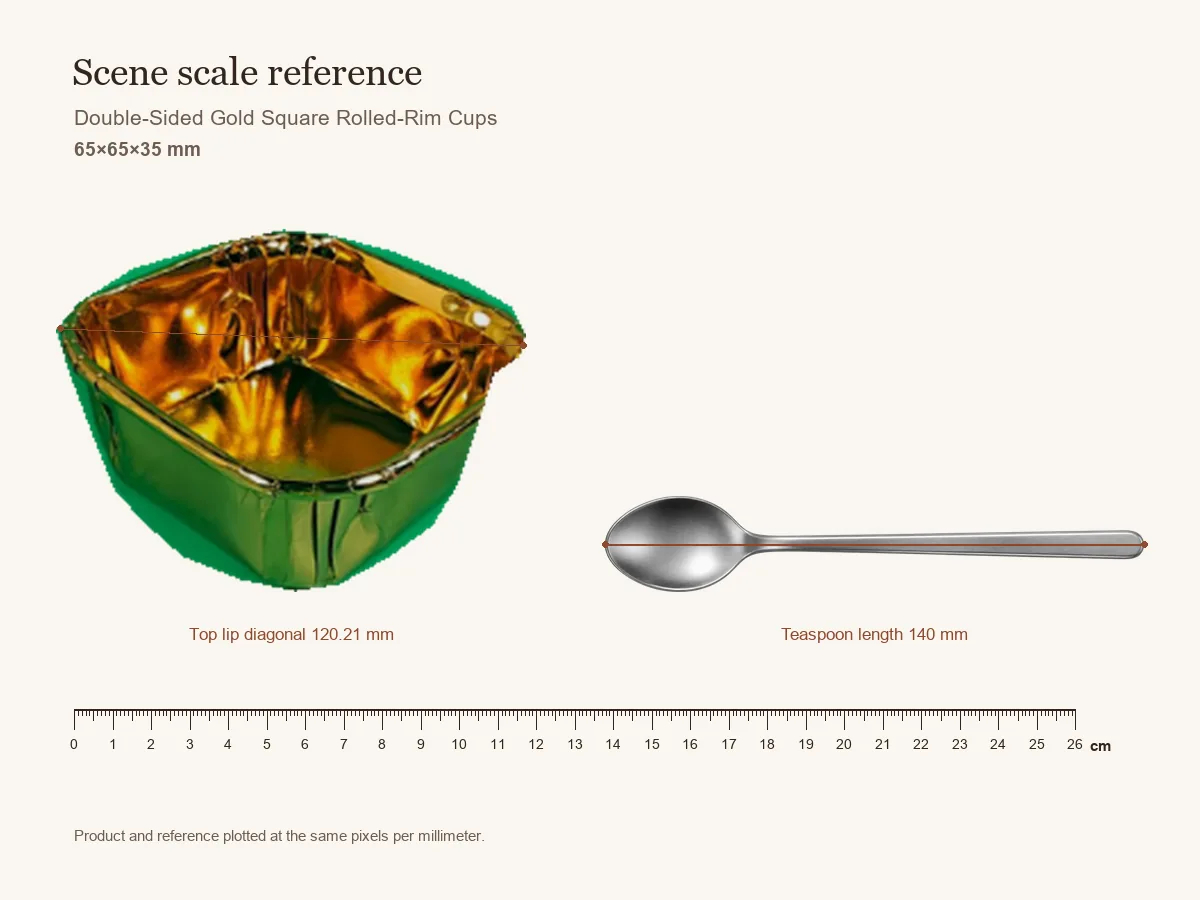 Scene scale reference
Double-Sided Gold Square Rolled-Rim Cups
65×65×35 mm
Top lip diagonal 120.21 mm
Teaspoon length 140 mm
0 1 2 3 4 5 6 7 8 9 10 11 12 13 14 15 16 17 18 19 20 21 22 23 24 25 26 cm
Product and reference plotted at the same pixels per millimeter.